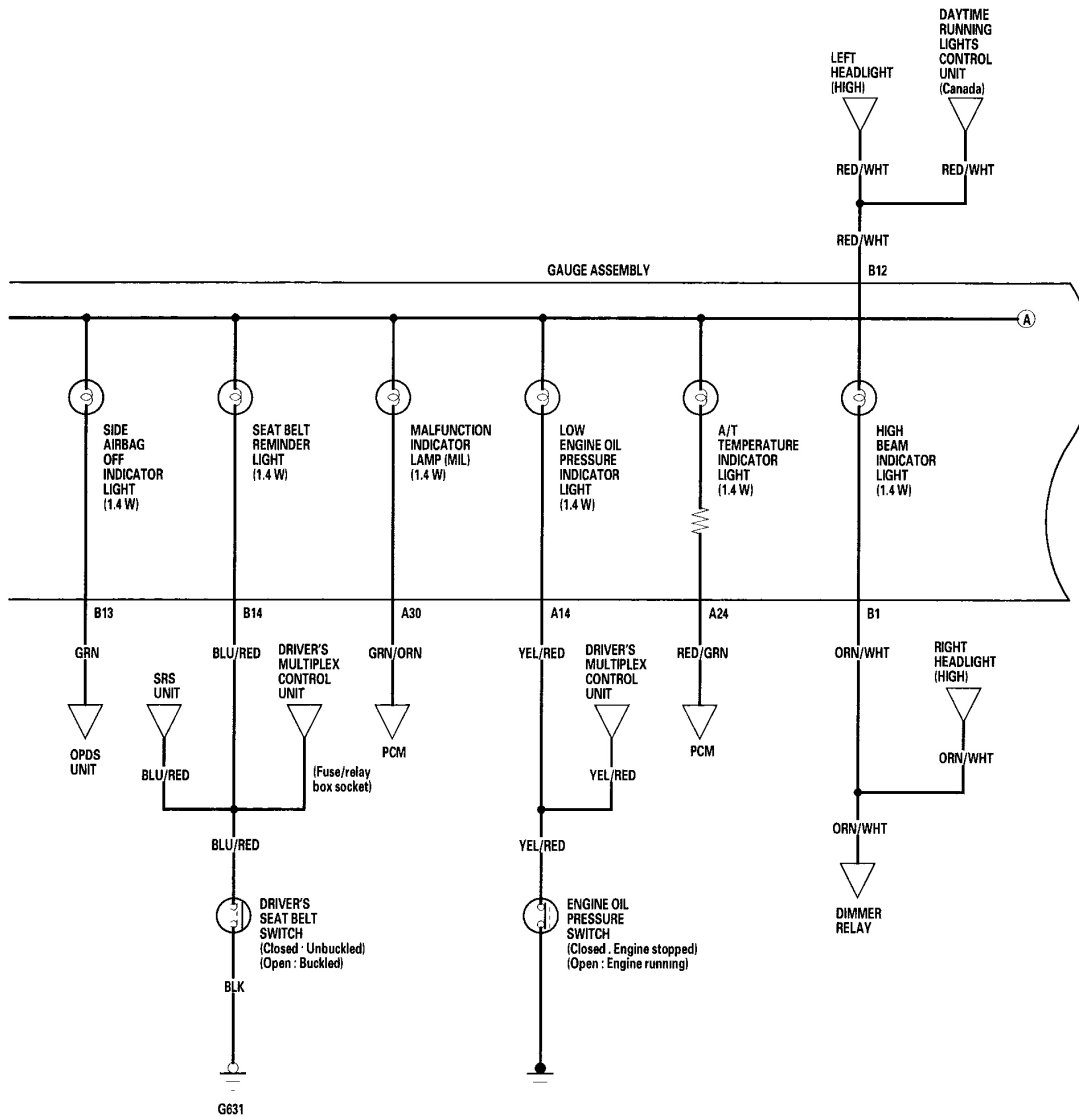 DAYTIME
RUNNING
LIGHTS
CONTROL
UNIT
(Canada)
LEFT
HEADLIGHT
(HIGH)
RED/WHT
RED/WHT
RED/WHT
GAUGE ASSEMBLY
B12
A
SIDE
AIRBAG
OFF
INDICATOR
LIGHT
(1.4 W)
SEAT BELT
REMINDER
LIGHT
(1.4 W)
MALFUNCTION
INDICATOR
LAMP (MIL)
(1.4 W)
LOW
ENGINE OIL
PRESSURE
INDICATOR
LIGHT
(1.4 W)
A/T
TEMPERATURE
INDICATOR
LIGHT
(1.4 W)
HIGH
BEAM
INDICATOR
LIGHT
(1.4 W)
B13
B14
A30
A14
A24
B1
GRN
BLU/RED
GRN/ORN
YEL/RED
RED/GRN
ORN/WHT
SRS
UNIT
DRIVER'S
MULTIPLEX
CONTROL
UNIT
DRIVER'S
MULTIPLEX
CONTROL
UNIT
RIGHT
HEADLIGHT
(HIGH)
OPDS
UNIT
PCM
PCM
BLU/RED
(Fuse/relay
box socket)
YEL/RED
ORN/WHT
BLU/RED
YEL/RED
ORN/WHT
DRIVER'S
SEAT BELT
SWITCH
(Closed : Unbuckled)
(Open : Buckled)
ENGINE OIL
PRESSURE
SWITCH
(Closed . Engine stopped)
(Open : Engine running)
DIMMER
RELAY
BLK
G631